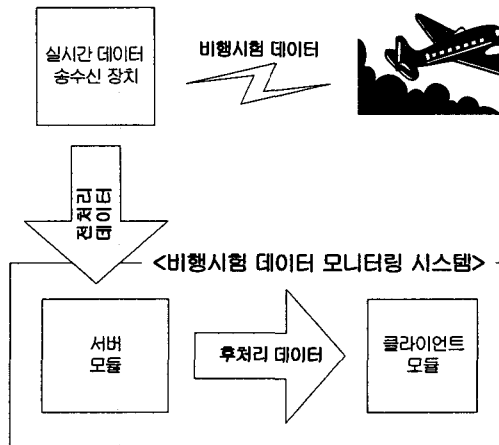 실시간 데이터
송수신 장치
비행시험 데이터
전처리
데이터
<비행시험 데이터 모니터링 시스템>
서버
모듈
후처리 데이터
클라이언트
모듈